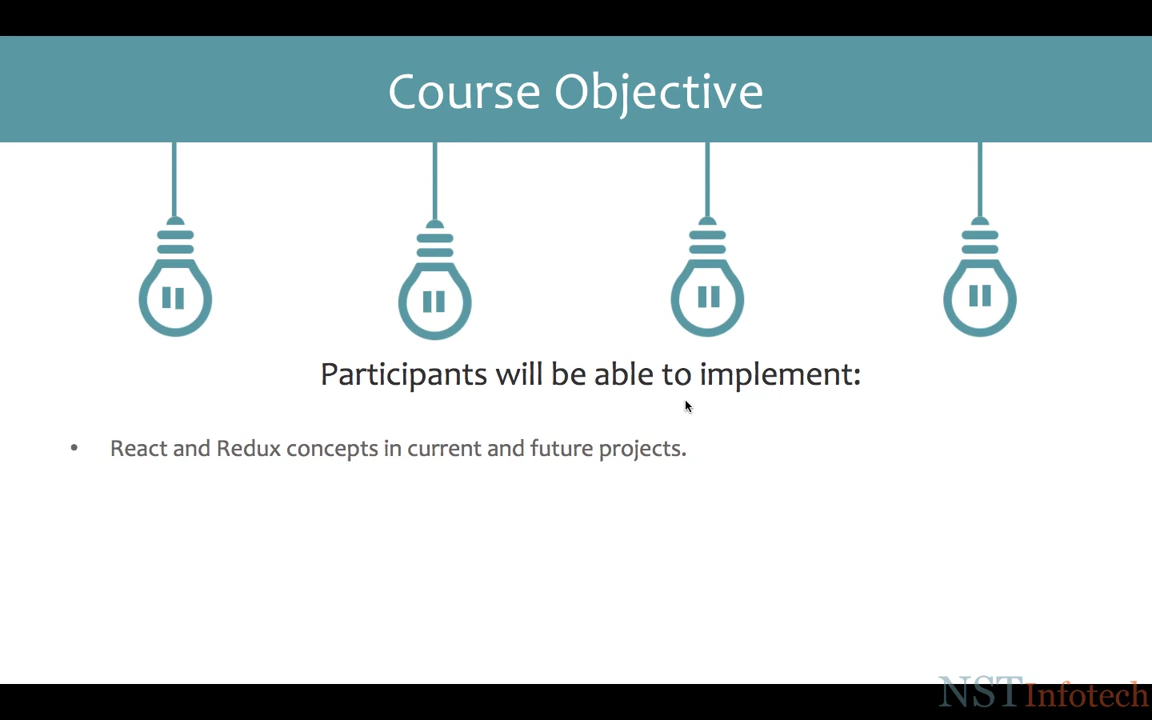 Course Objective
Participants will be able to implement:
• React and Redux concepts in current and future projects.
NSTInfotech